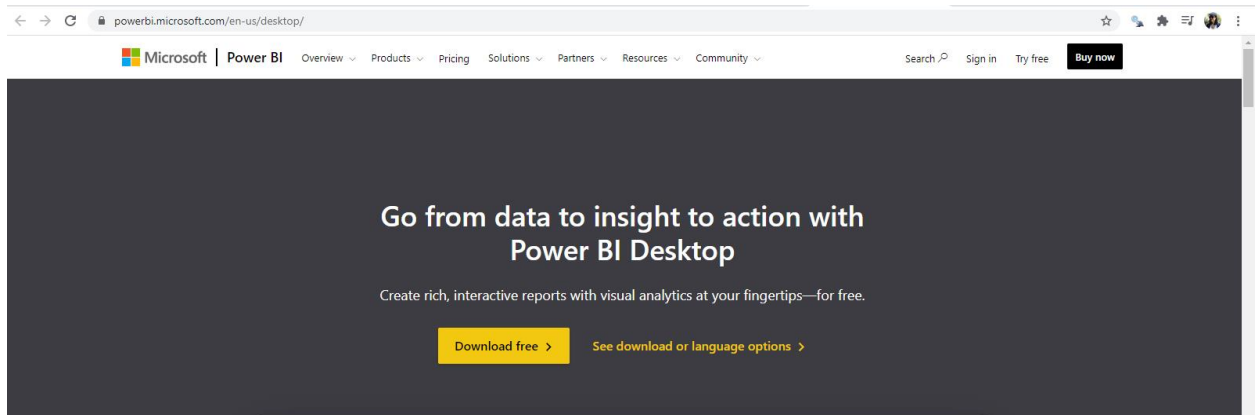 powerbi.microsoft.com/en-us/desktop/
Microsoft Power BI Overview Products Pricing Solutions Partners Resources Community Search Sign in Try free Buy now
Go from data to insight to action with
Power BI Desktop
Create rich, interactive reports with visual analytics at your fingertips—for free.
Download free See download or language options